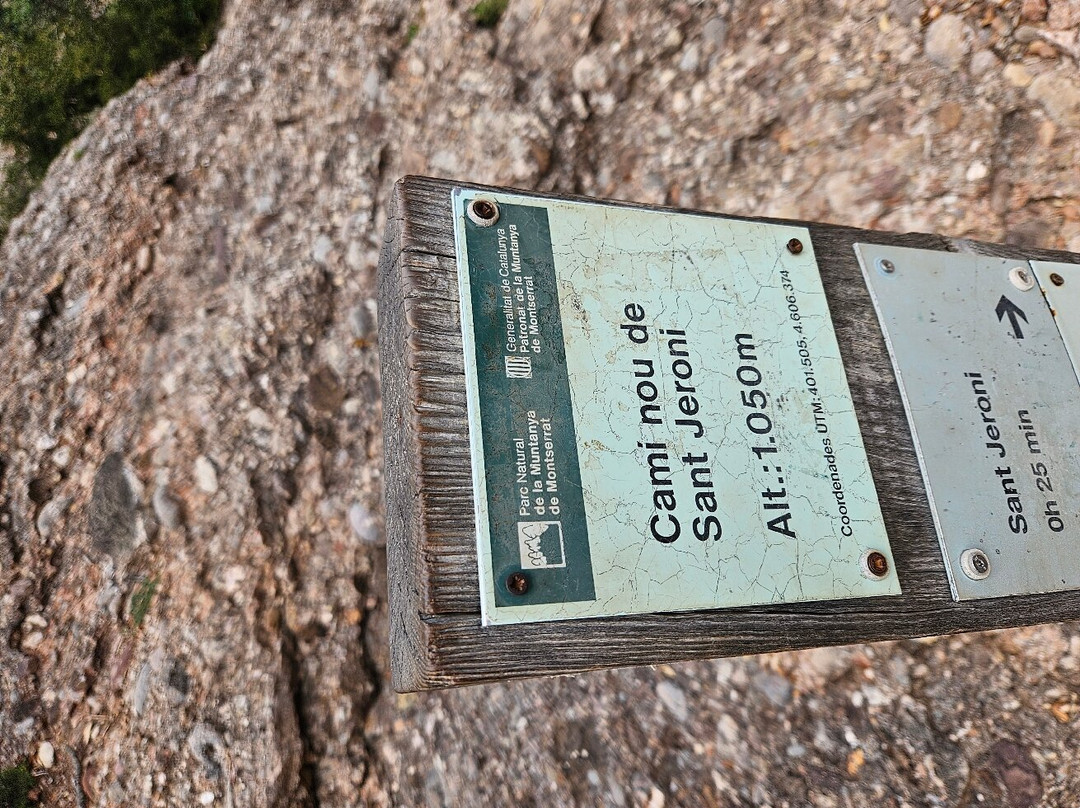 Parc Natural
de la Muntanya
de Montserrat
Generalitat de Catalunya
Patronat de la Muntanya
de Montserrat
Camí nou de
Sant Jeroni
Alt.:1.050m
Coordenades UTM:401.505, 4.606.374
Sant Jeroni
0h 25 min